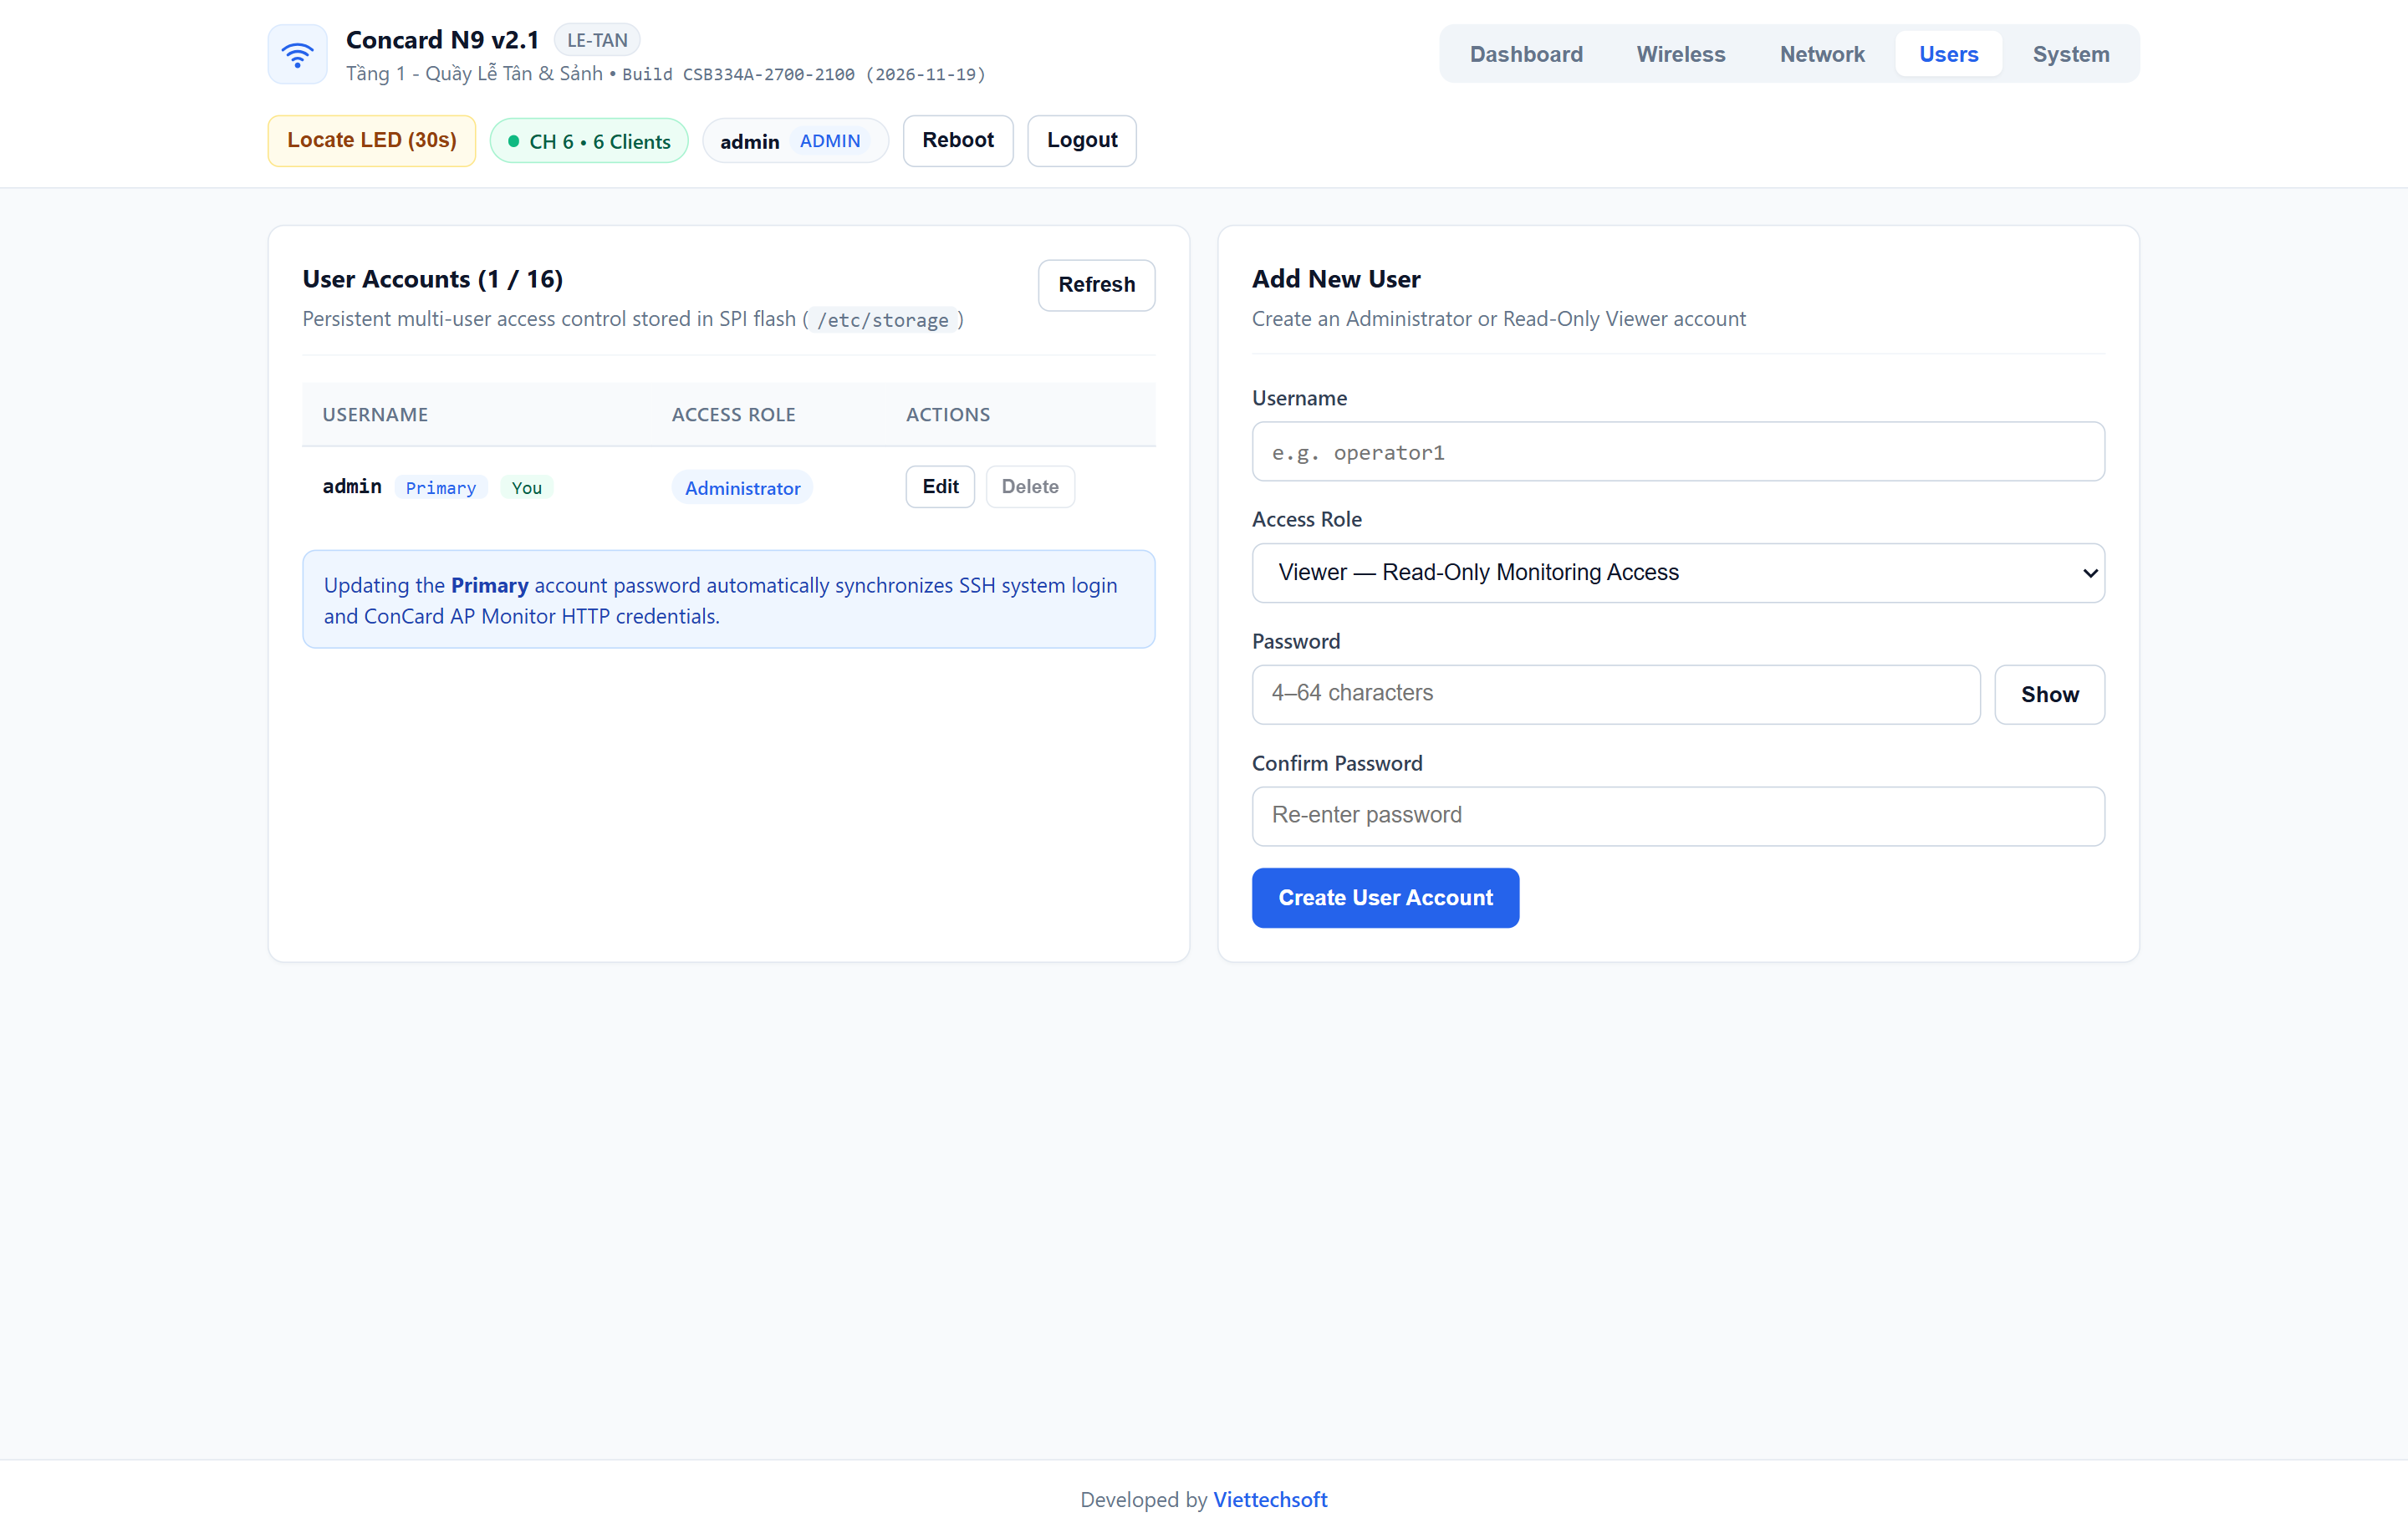 Concard N9 v2.1 LE-TAN
Tầng 1 - Quầy Lễ Tân & Sảnh • Build CSB334A-2700-2100 (2026-11-19)
Dashboard Wireless Network Users System
Locate LED (30s) CH 6 • 6 Clients admin ADMIN Reboot Logout
User Accounts (1 / 16)
Persistent multi-user access control stored in SPI flash ( /etc/storage )
Refresh
USERNAME ACCESS ROLE ACTIONS
admin Primary You Administrator Edit Delete
Updating the Primary account password automatically synchronizes SSH system login
and ConCard AP Monitor HTTP credentials.
Add New User
Create an Administrator or Read-Only Viewer account
Username
e.g. operator1
Access Role
Viewer — Read-Only Monitoring Access
Password
4–64 characters Show
Confirm Password
Re-enter password
Create User Account
Developed by Viettechsoft